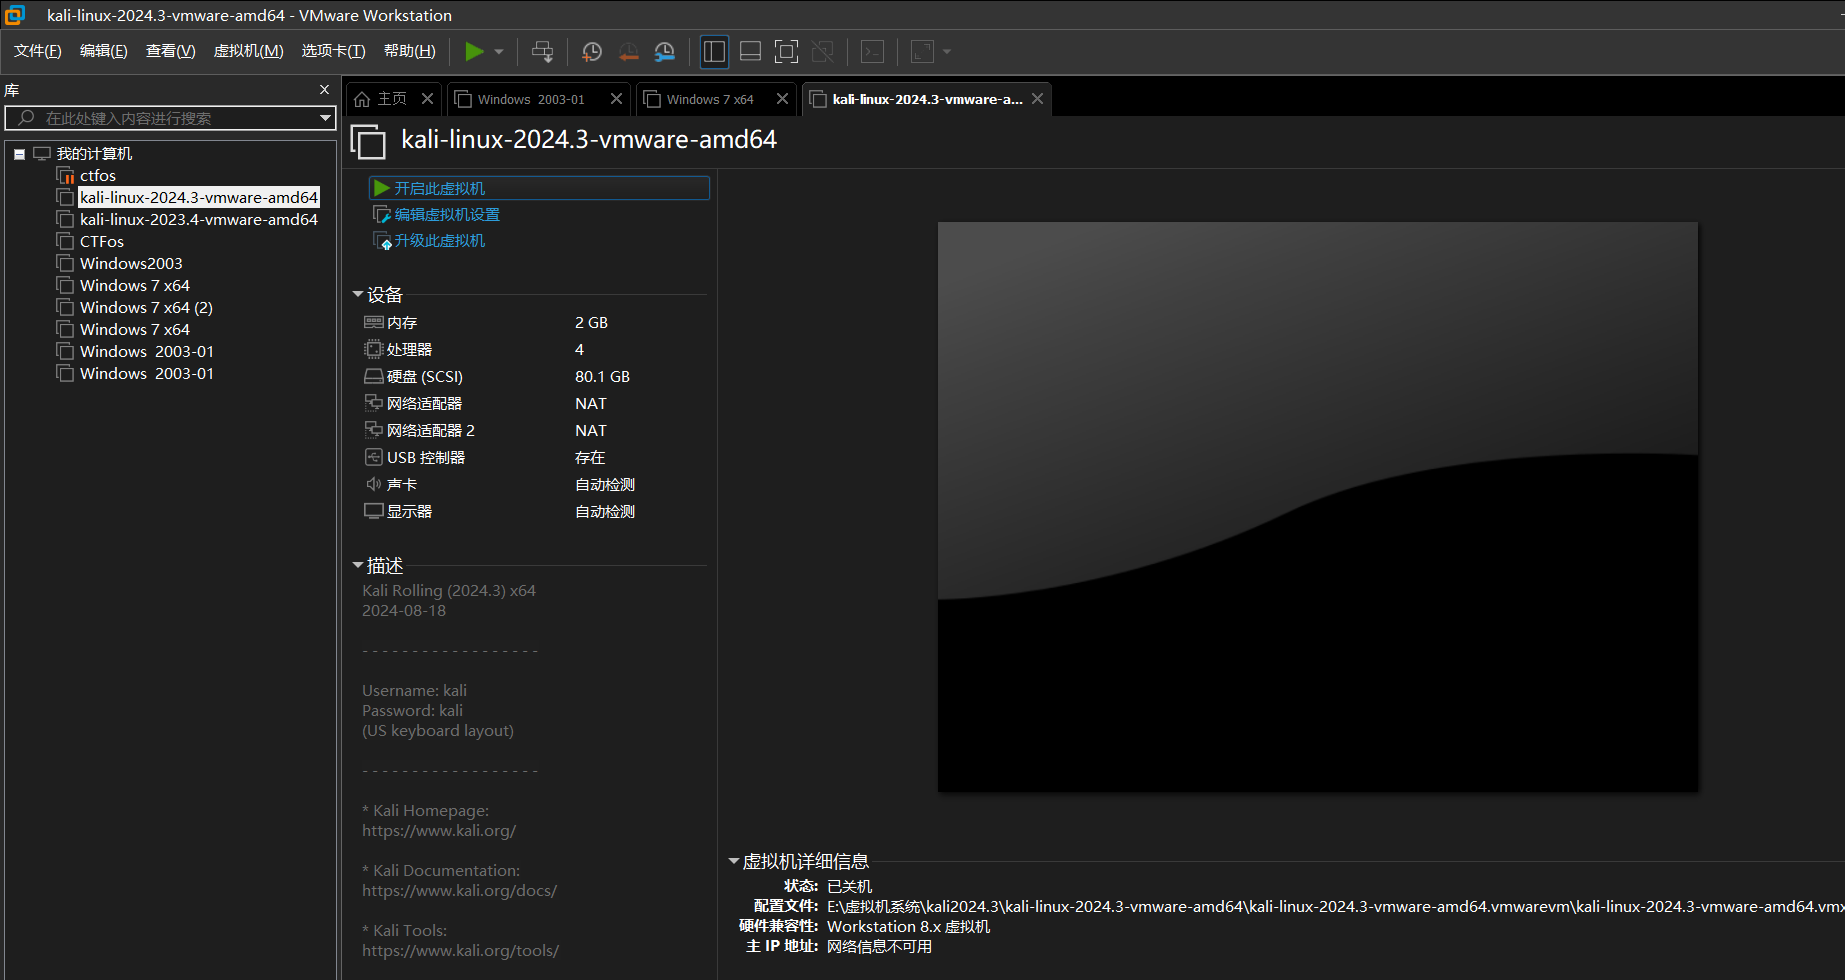 kali-linux-2024.3-vmware-amd64 - VMware Workstation
文件(F) 编辑(E) 查看(V) 虚拟机(M) 选项卡(T) 帮助(H)
库
在此处键入内容进行搜索
我的计算机
ctfos
kali-linux-2024.3-vmware-amd64
kali-linux-2023.4-vmware-amd64
CTFos
Windows2003
Windows 7 x64
Windows 7 x64 (2)
Windows 7 x64
Windows  2003-01
Windows  2003-01
主页 Windows  2003-01 Windows 7 x64 kali-linux-2024.3-vmware-a...
kali-linux-2024.3-vmware-amd64
开启此虚拟机
编辑虚拟机设置
升级此虚拟机
设备
内存 2 GB
处理器 4
硬盘 (SCSI) 80.1 GB
网络适配器 NAT
网络适配器 2 NAT
USB 控制器 存在
声卡 自动检测
显示器 自动检测
描述
Kali Rolling (2024.3) x64
2024-08-18
- - - - - - - - - - - - - - - - - -
Username: kali
Password: kali
(US keyboard layout)
- - - - - - - - - - - - - - - - - -
* Kali Homepage:
https://www.kali.org/
* Kali Documentation:
https://www.kali.org/docs/
* Kali Tools:
https://www.kali.org/tools/
虚拟机详细信息
状态: 已关机
配置文件: E:\虚拟机系统\kali2024.3\kali-linux-2024.3-vmware-amd64\kali-linux-2024.3-vmware-amd64.vmwarevm\kali-linux-2024.3-vmware-amd64.vmx
硬件兼容性: Workstation 8.x 虚拟机
主 IP 地址: 网络信息不可用